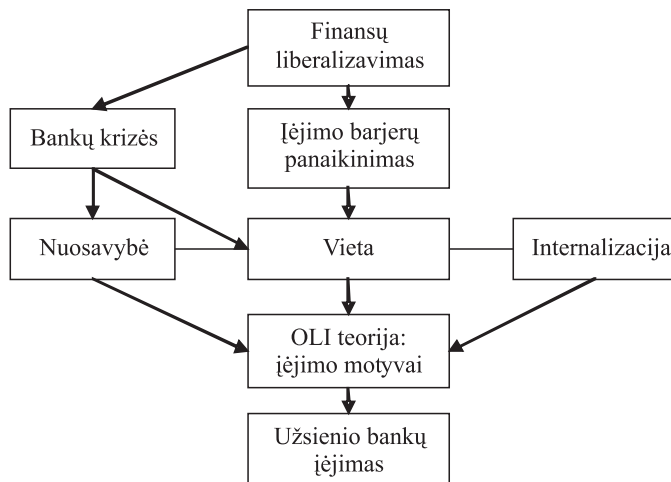 Finansų
liberalizavimas
Bankų krizės
Įėjimo barjerų
panaikinimas
Nuosavybė
Vieta
Internalizacija
OLI teorija:
įėjimo motyvai
Užsienio bankų
įėjimas